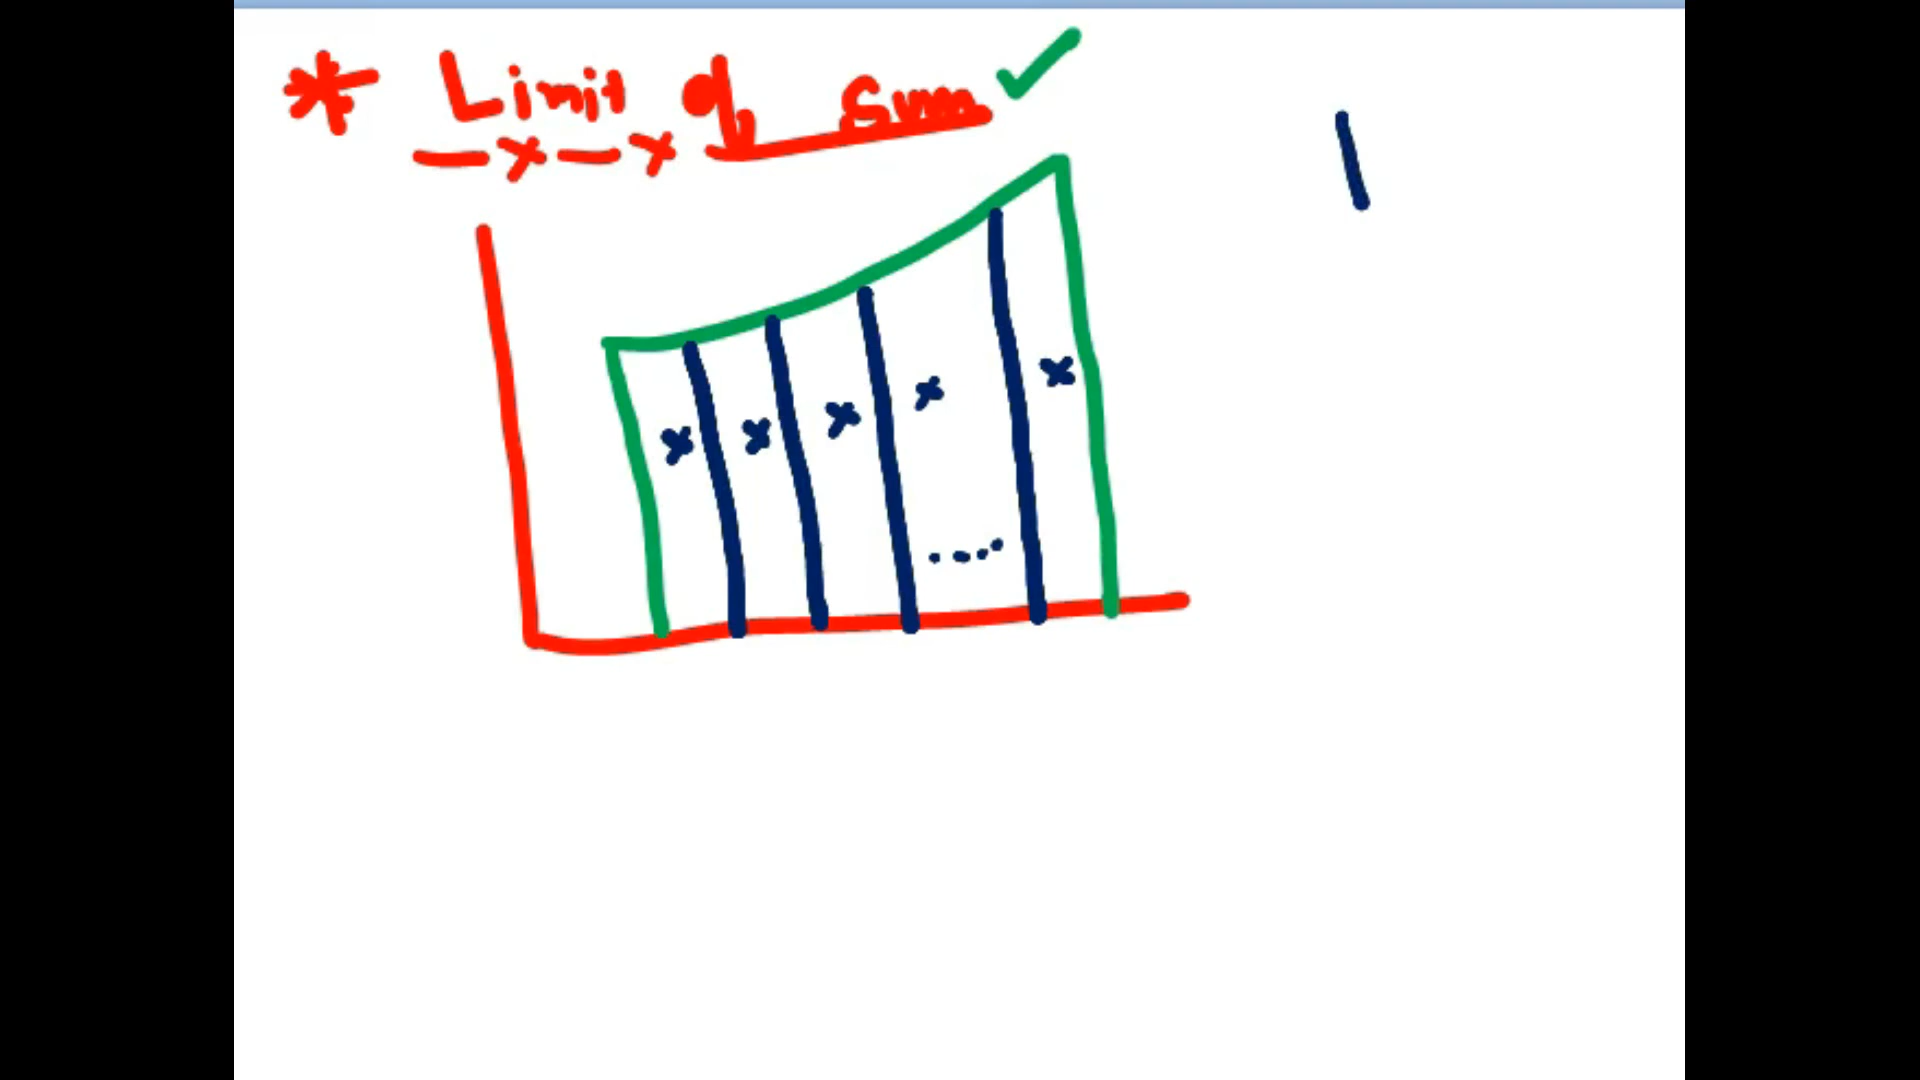 * Limit of sum ✓
x x x x x
....